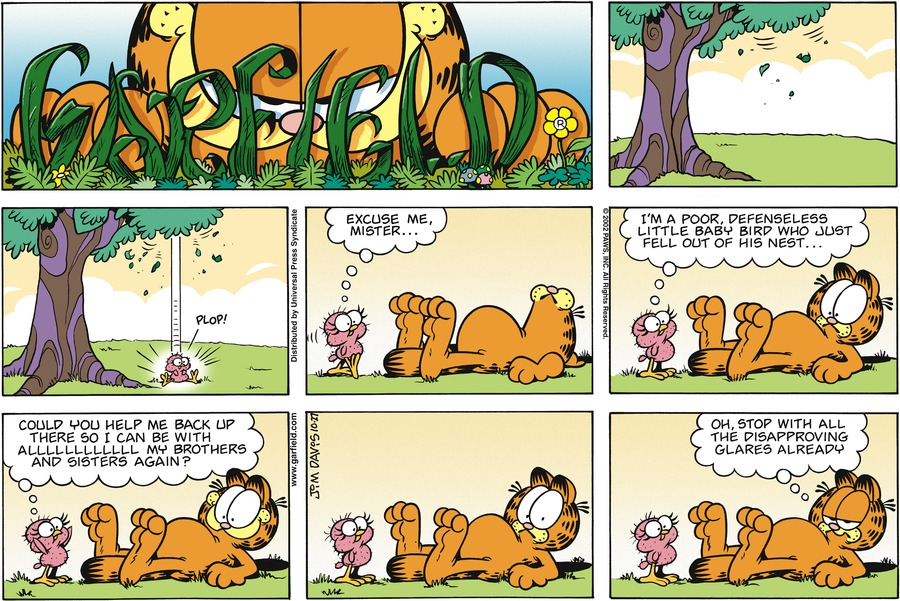 GARFIELD
R
PLOP!
Distributed by Universal Press Syndicate
EXCUSE ME,
MISTER...
© 2002 PAWS, INC. All Rights Reserved.
I'M A POOR, DEFENSELESS
LITTLE BABY BIRD WHO JUST
FELL OUT OF HIS NEST...
COULD YOU HELP ME BACK UP
THERE SO I CAN BE WITH
ALLLLLLLLLLLL MY BROTHERS
AND SISTERS AGAIN?
www.garfield.com
JIM DAVIS 10·27
OH, STOP WITH ALL
THE DISAPPROVING
GLARES ALREADY